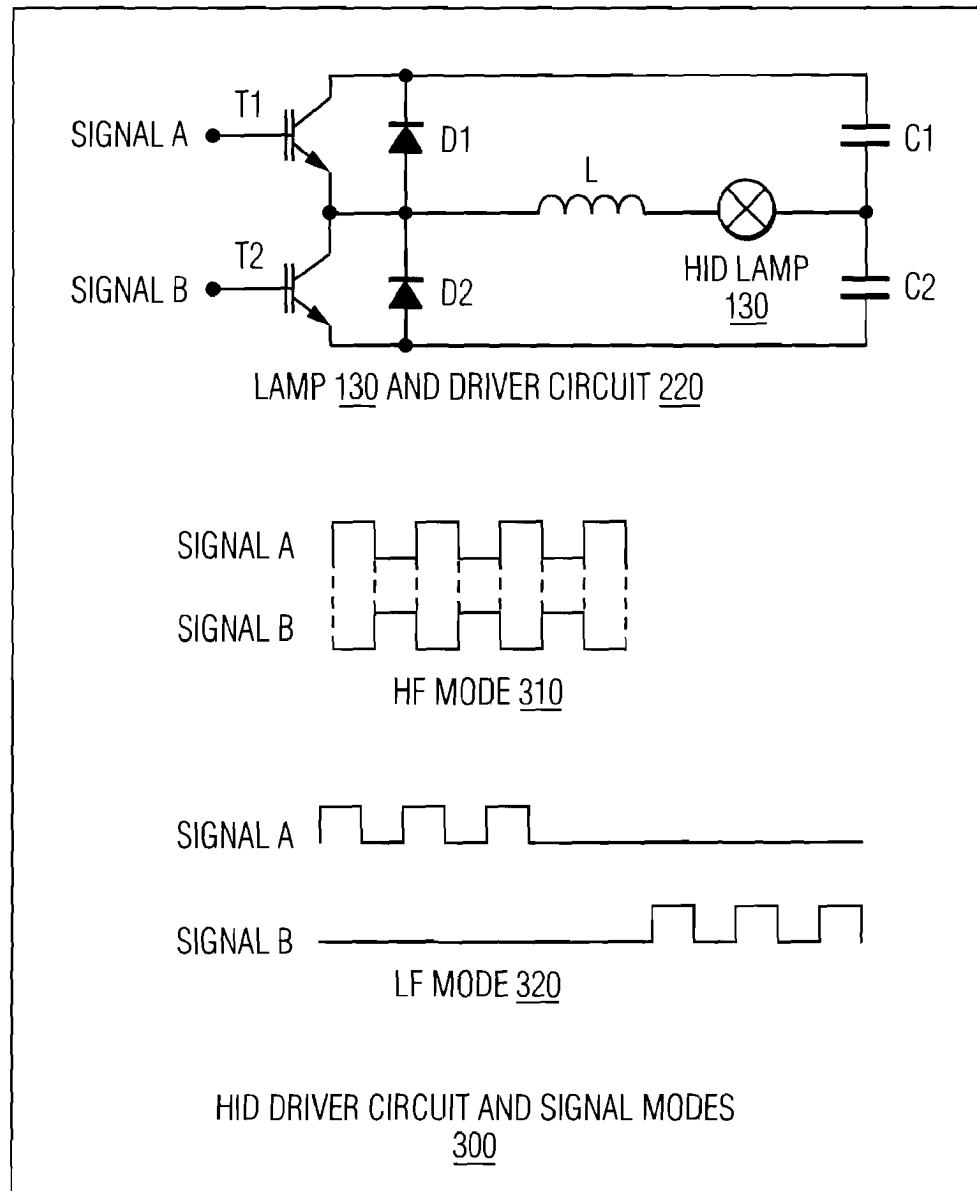 T1
SIGNAL A
D1
C1
L
T2
SIGNAL B
D2
HID LAMP
130
C2
LAMP 130 AND DRIVER CIRCUIT 220
SIGNAL A
SIGNAL B
HF MODE 310
SIGNAL A
SIGNAL B
LF MODE 320
HID DRIVER CIRCUIT AND SIGNAL MODES
300